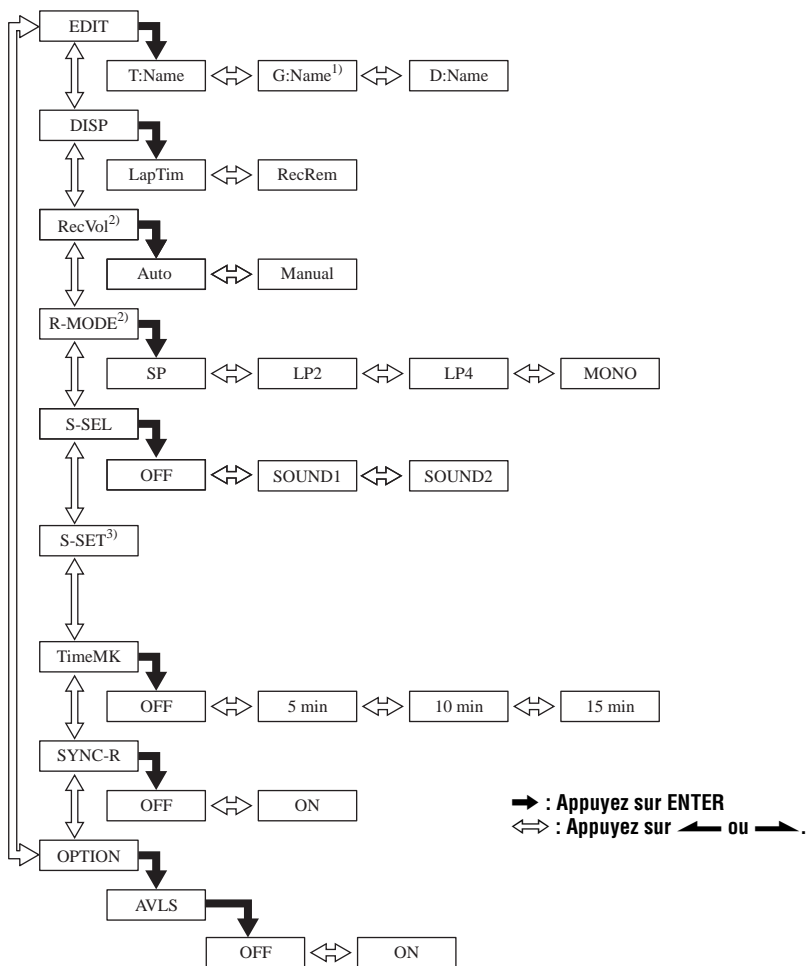 EDIT
T:Name G:Name1) D:Name
DISP
LapTim RecRem
RecVol2)
Auto Manual
R-MODE2)
SP LP2 LP4 MONO
S-SEL
OFF SOUND1 SOUND2
S-SET3)
TimeMK
OFF 5 min 10 min 15 min
SYNC-R
OFF ON
: Appuyez sur ENTER
: Appuyez sur ou .
OPTION
AVLS
OFF ON